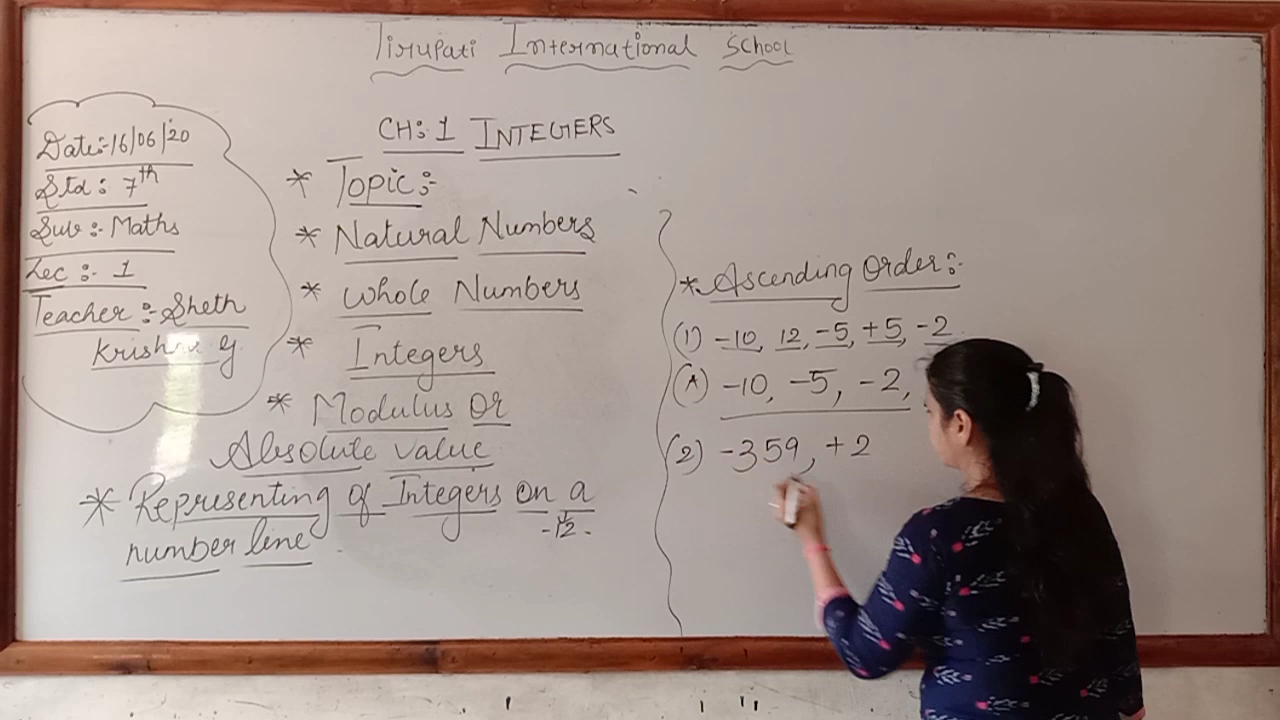 Tirupati International School
Date:-16/06/20
Std: 7th
Sub:- Maths
Lec:- 1
Teacher:- Sheth
CH: 1 INTEGERS
* Topic:-
* Natural Numbers
* Whole Numbers
* Integers
* Modulus Or
Absolute value
* Representing of Integers on a
number line
-12-
* Ascending Order:-
(1) -10, 12, -5, +5, -2
(A) -10, -5, -2,
(2) -359, +2